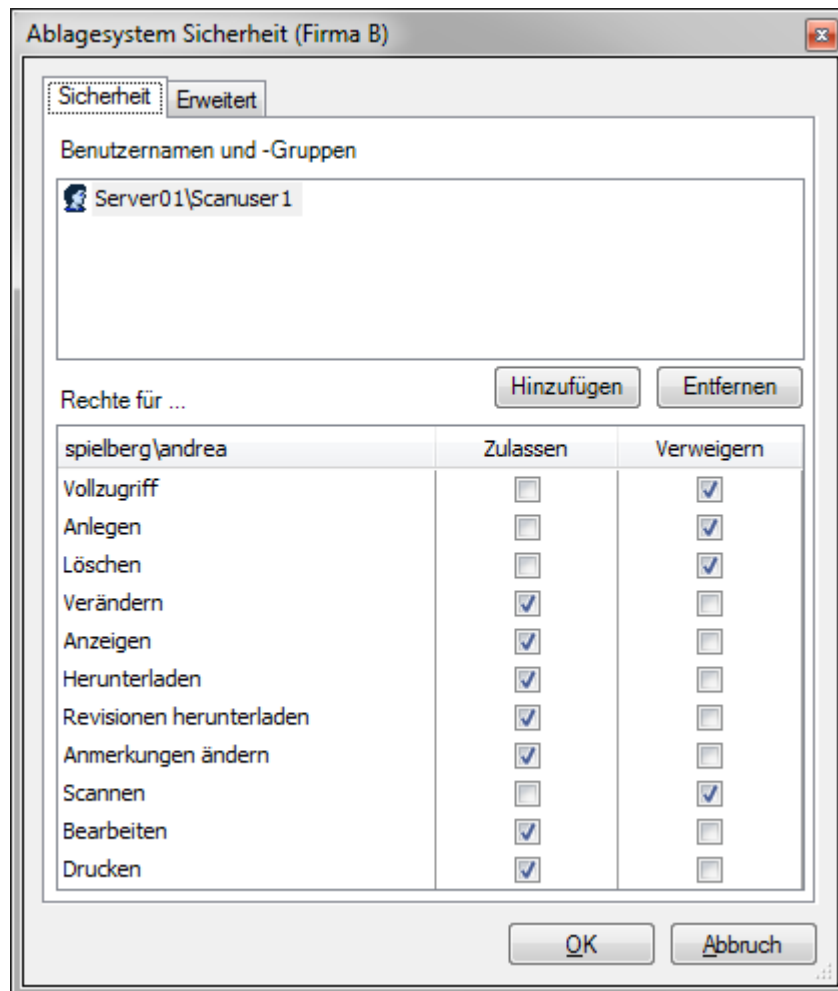 Ablagesystem Sicherheit (Firma B)
Sicherheit Erweitert
Benutzernamen und -Gruppen
Server01\Scanuser1
Hinzufügen Entfernen
Rechte für ...
spielberg\andrea Zulassen Verweigern
Vollzugriff
Anlegen
Löschen
Verändern
Anzeigen
Herunterladen
Revisionen herunterladen
Anmerkungen ändern
Scannen
Bearbeiten
Drucken
OK Abbruch